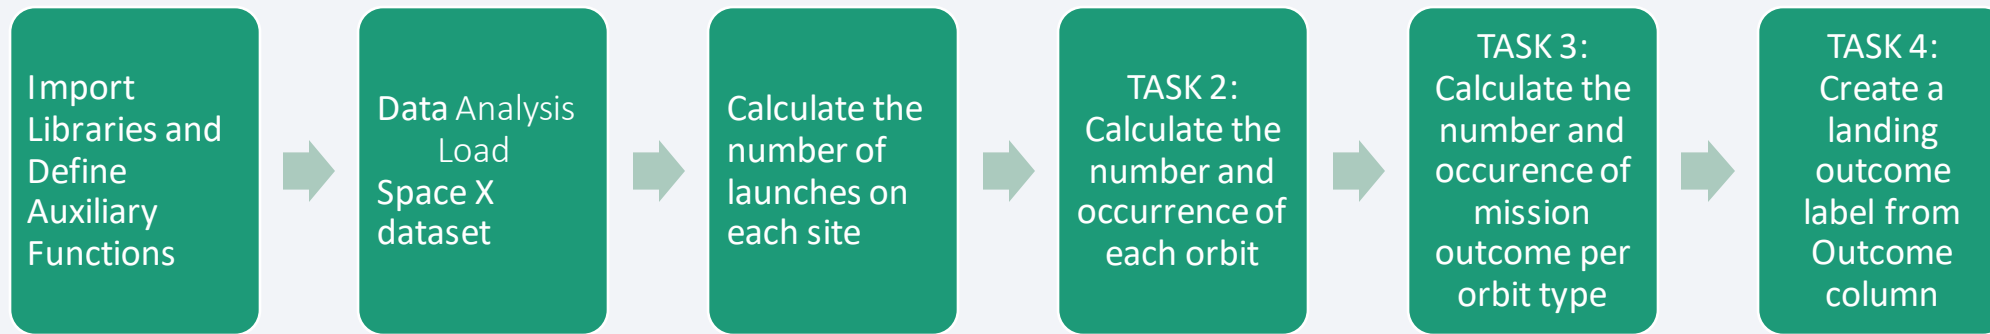 Import
Libraries and
Define
Auxiliary
Functions
Data Analysis
Load
Space X
dataset
Calculate the
number of
launches on
each site
TASK 2:
Calculate the
number and
occurrence of
each orbit
TASK 3:
Calculate the
number and
occurence of
mission
outcome per
orbit type
TASK 4:
Create a
landing
outcome
label from
Outcome
column